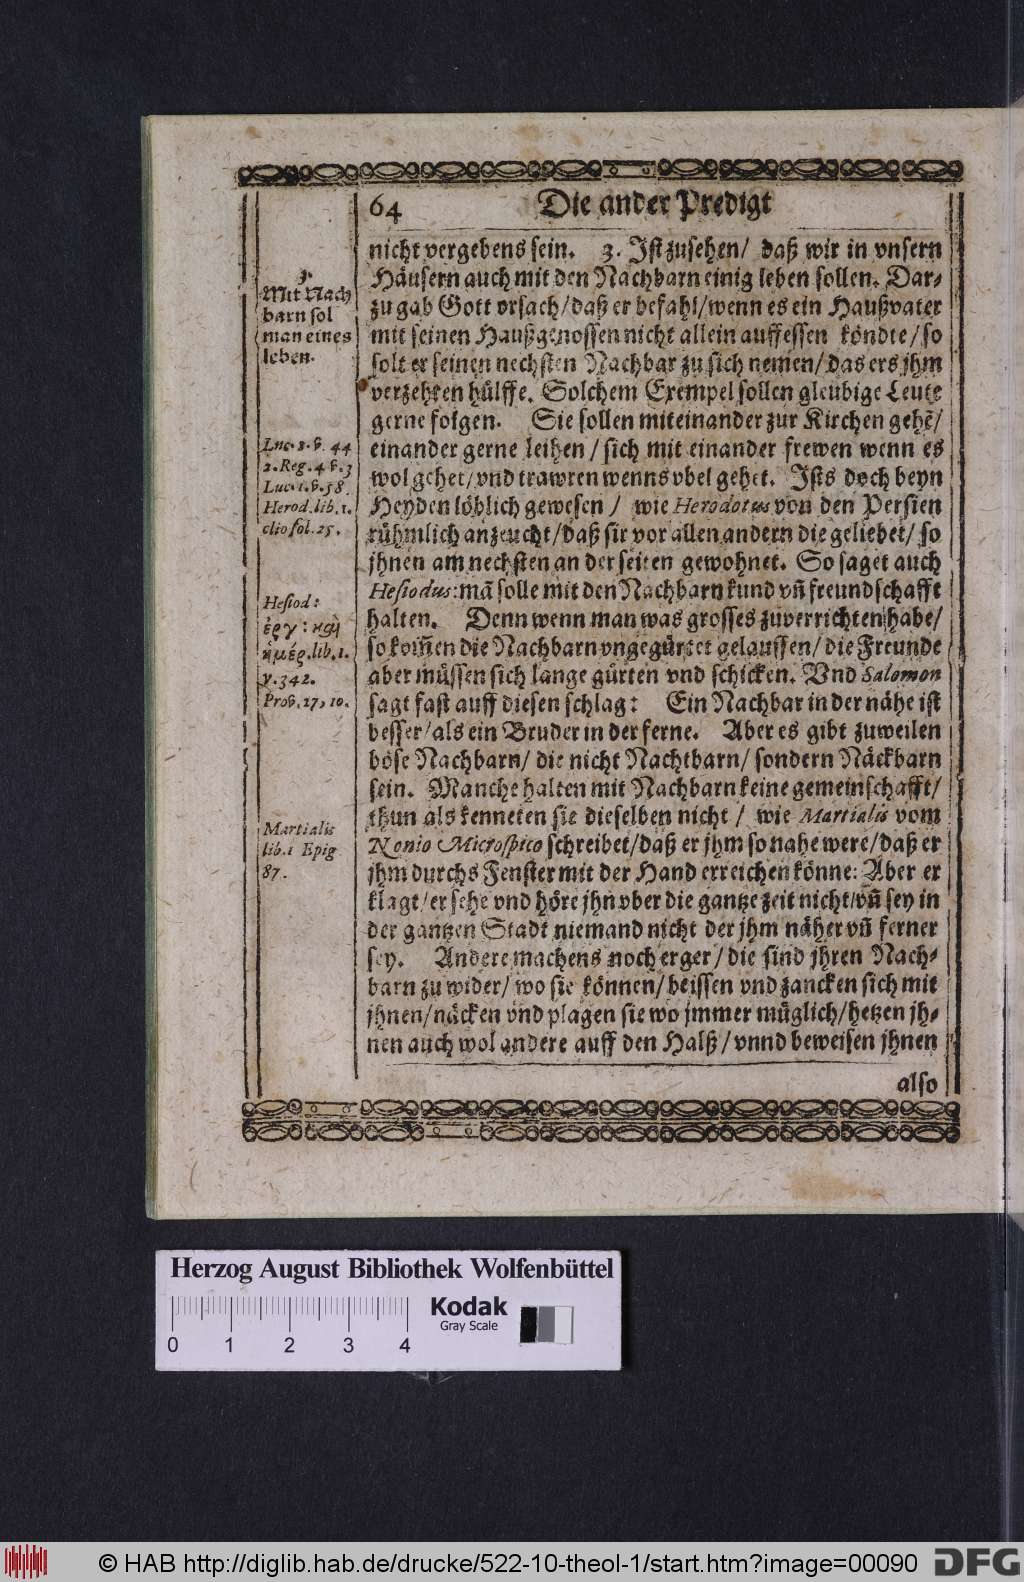 64 Die ander Predigt
nicht vergebens sein. 3. Ist zusehen/ daß wir in vnsern
Häusern auch mit den Nachbarn einig leben sollen. Dar-
zu gab Gott vrsach/ daß er befahl/ wenn es ein Haußvater
mit seinen Haußgenossen nicht allein auffessen köndte/ so
solt er seinen nechsten Nachbar zu sich nemen/ das ers jhm
verzehren hülffe. Solchem Exempel sollen gleubige Leute
gerne folgen. Sie sollen miteinander zur Kirchen gehẽ/
einander gerne leihen/ sich mit einander frewen wenn es
wol gehet/ vnd trawren wenns vbel gehet. Ists doch beyn
Heyden löblich gewesen/ wie Herodotus von den Persien
rühmlich anzeucht/ daß sie vor allen andern die geliebet/ so
jhnen am nechsten an der seiten gewohnet. So saget auch
Hesiodus: mã solle mit den Nachbarn kund vñ freundschafft
halten. Denn wenn man was grosses zuverrichten habe/
so kom̃en die Nachbarn vngegürtet gelauffen/ die Freunde
aber müssen sich lange gürten vnd schicken. Vnd Salomon
sagt fast auff diesen schlag: Ein Nachbar in der nähe ist
besser/ als ein Bruder in der ferne. Aber es gibt zuweilen
böse Nachbarn/ die nicht Nachtbarn/ sondern Näckbarn
sein. Manche halten mit Nachbarn keine gemeinschafft/
thun als kenneten sie dieselben nicht/ wie Martialis vom
Nonio Microspico schreibet/ daß er jhm so nahe were/ daß er
jhm durchs Fenster mit der Hand erreichen könne: Aber er
klagt/ er sehe vnd höre jhn vber die gantze zeit nicht/ vñ sey in
der gantzen Stadt niemand nicht der jhm näher vñ ferner
sey. Andere machens noch erger/ die sind jhren Nach-
barn zu wider/ wo sie können/ beissen vnd zancken sich mit
jhnen/ näcken vnd plagen sie wo jmmer müglich/ hetzen jh-
nen auch wol andere auff den Halß/ vnnd beweisen jhnen
also
3.
Mit Nach
barn sol
man eines
leben.
Luc. 8. v. 44
2. Reg. 4 v. 3
Luc. 1. v. 58.
Herod. lib. 1.
clio fol. 25.
Hesiod:
ἐργ: καὶ
ἡμέρ. lib. 1.
v. 342.
Prov. 27, 10.
Martialis
lib. 1 Epig
87.
Herzog August Bibliothek Wolfenbüttel
Kodak
Gray Scale
0 1 2 3 4
© HAB http://diglib.hab.de/drucke/522-10-theol-1/start.htm?image=00090
DFG